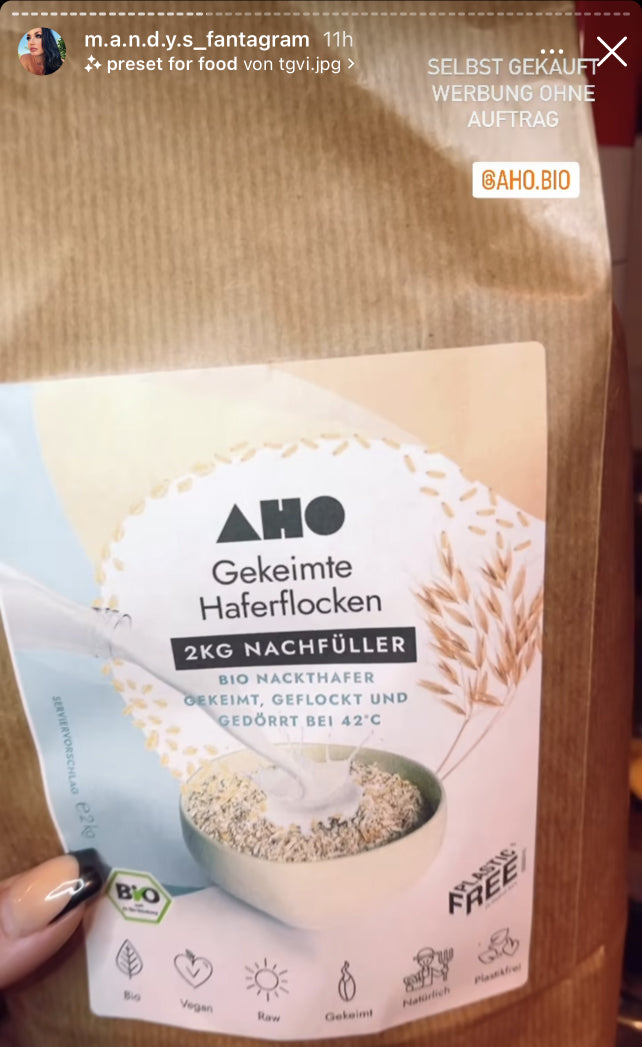 m.a.n.d.y.s_fantagram 11h
preset for food von tgvi.jpg >
SELBST GEKAUFT
WERBUNG OHNE
AUFTRAG
@AHO.BIO
AHO
Gekeimte
Haferflocken
2KG NACHFÜLLER
BIO NACKTHAFER
GEKEIMT, GEFLOCKT UND
GEDÖRRT BEI 42°C
SERVIERVORSCHLAG
e 2kg
Bio
PLASTIC
FREE
Bio
Vegan
Raw
Gekeimt
Natürlich
Plastikfrei